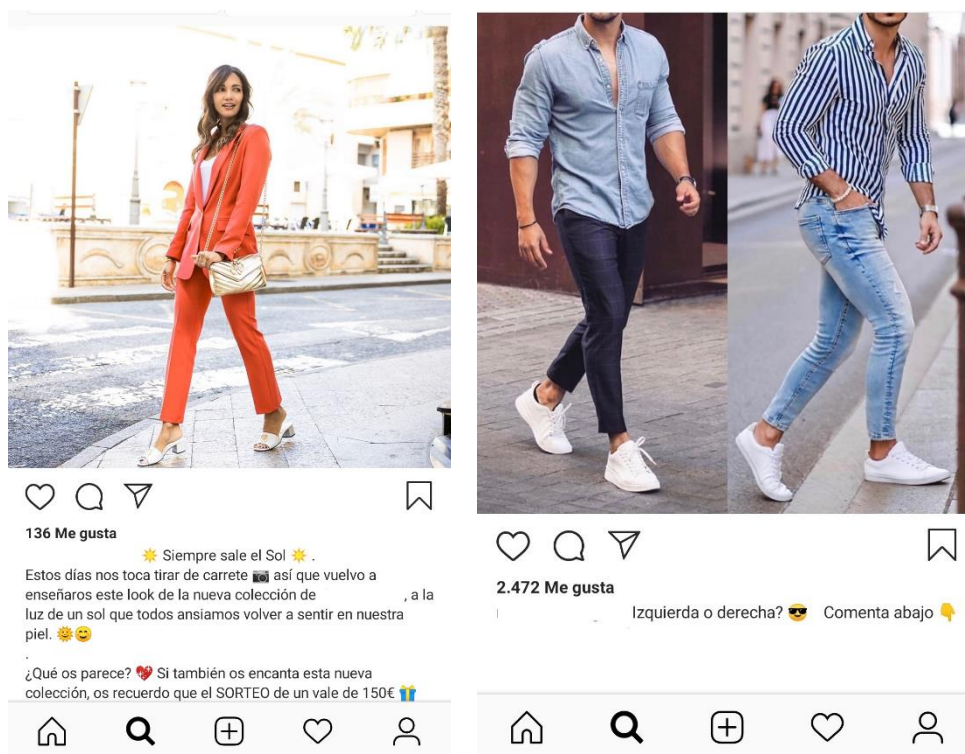 136 Me gusta
☀️ Siempre sale el Sol ☀️ .
Estos días nos toca tirar de carrete 📷 así que vuelvo a
enseñaros este look de la nueva colección de , a la
luz de un sol que todos ansiamos volver a sentir en nuestra
piel. 🌞😊
.
¿Qué os parece? 💖 Si también os encanta esta nueva
colección, os recuerdo que el SORTEO de un vale de 150€ 🎁
2.472 Me gusta
Izquierda o derecha? 😎 Comenta abajo 👇